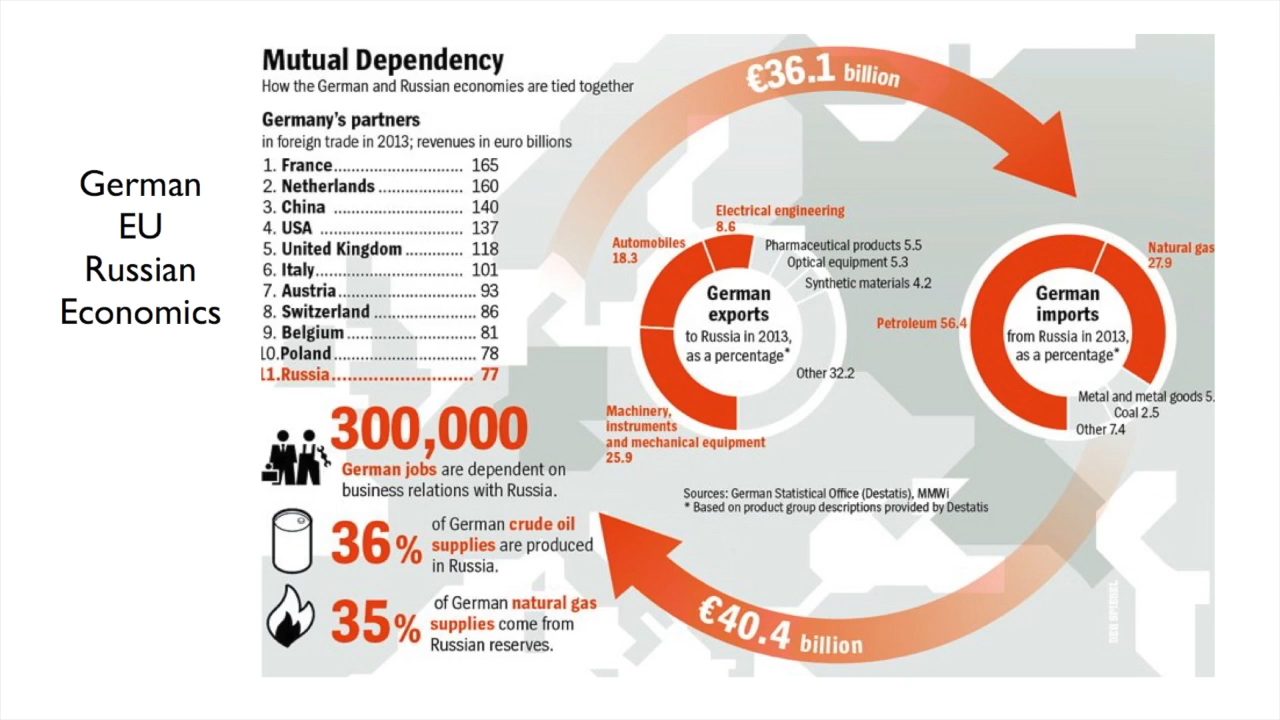 German
EU
Russian
Economics
Mutual Dependency
How the German and Russian economies are tied together
Germany's partners
in foreign trade in 2013; revenues in euro billions
1. France........................... 165
2. Netherlands .................. 160
3. China ........................... 140
4. USA .............................. 137
5. United Kingdom ............ 118
6. Italy............................... 101
7. Austria ............................ 93
8. Switzerland ..................... 86
9. Belgium .......................... 81
10.Poland ............................ 78
11.Russia............................. 77
300,000
German jobs are dependent on
business relations with Russia.
36%
of German crude oil
supplies are produced
in Russia.
35%
of German natural gas
supplies come from
Russian reserves.
€36.1 billion
Electrical engineering
8.6
Automobiles
18.3
Pharmaceutical products 5.5
Optical equipment 5.3
Synthetic materials 4.2
German
exports
to Russia in 2013,
as a percentage*
Other 32.2
Machinery,
instruments
and mechanical equipment
25.9
Natural gas
27.9
Petroleum 56.4
German
imports
from Russia in 2013,
as a percentage*
Metal and metal goods 5.
Coal 2.5
Other 7.4
Sources: German Statistical Office (Destatis), MMWi
* Based on product group descriptions provided by Destatis
€40.4 billion
DER SPIEGEL